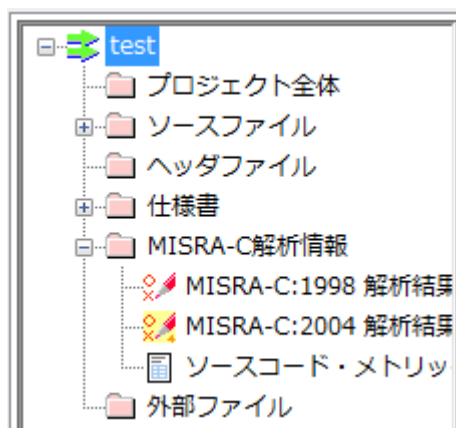 test
プロジェクト全体
ソースファイル
ヘッダファイル
仕様書
MISRA-C解析情報
MISRA-C:1998 解析結果
MISRA-C:2004 解析結果
ソースコード・メトリッ
外部ファイル